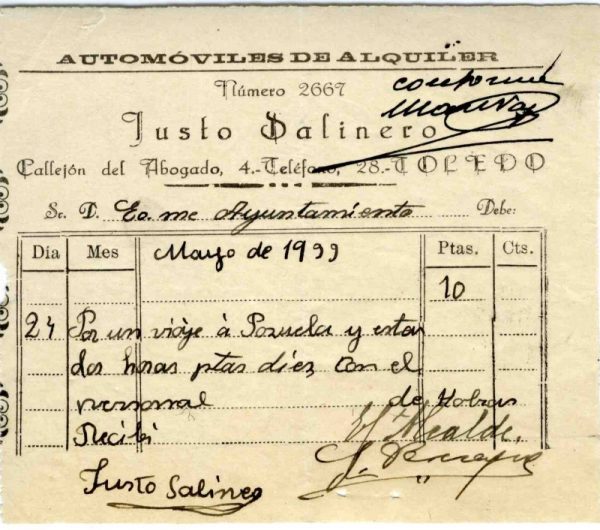 AUTOMÓVILES DE ALQUILER
Número 2667
conforme
Justo Salinero
Callejón del Abogado, 4.-Teléfono, 28.-TOLEDO
Sr. D. Exmo Ayuntamiento Debe:
Día Mes Mayo de 1933 Ptas. Cts.
10
24 Por un viaje á Pozuela y estar
dos horas ptas diez con el
personal de Hobras
Recibí El Alcalde,
Justo Salinero